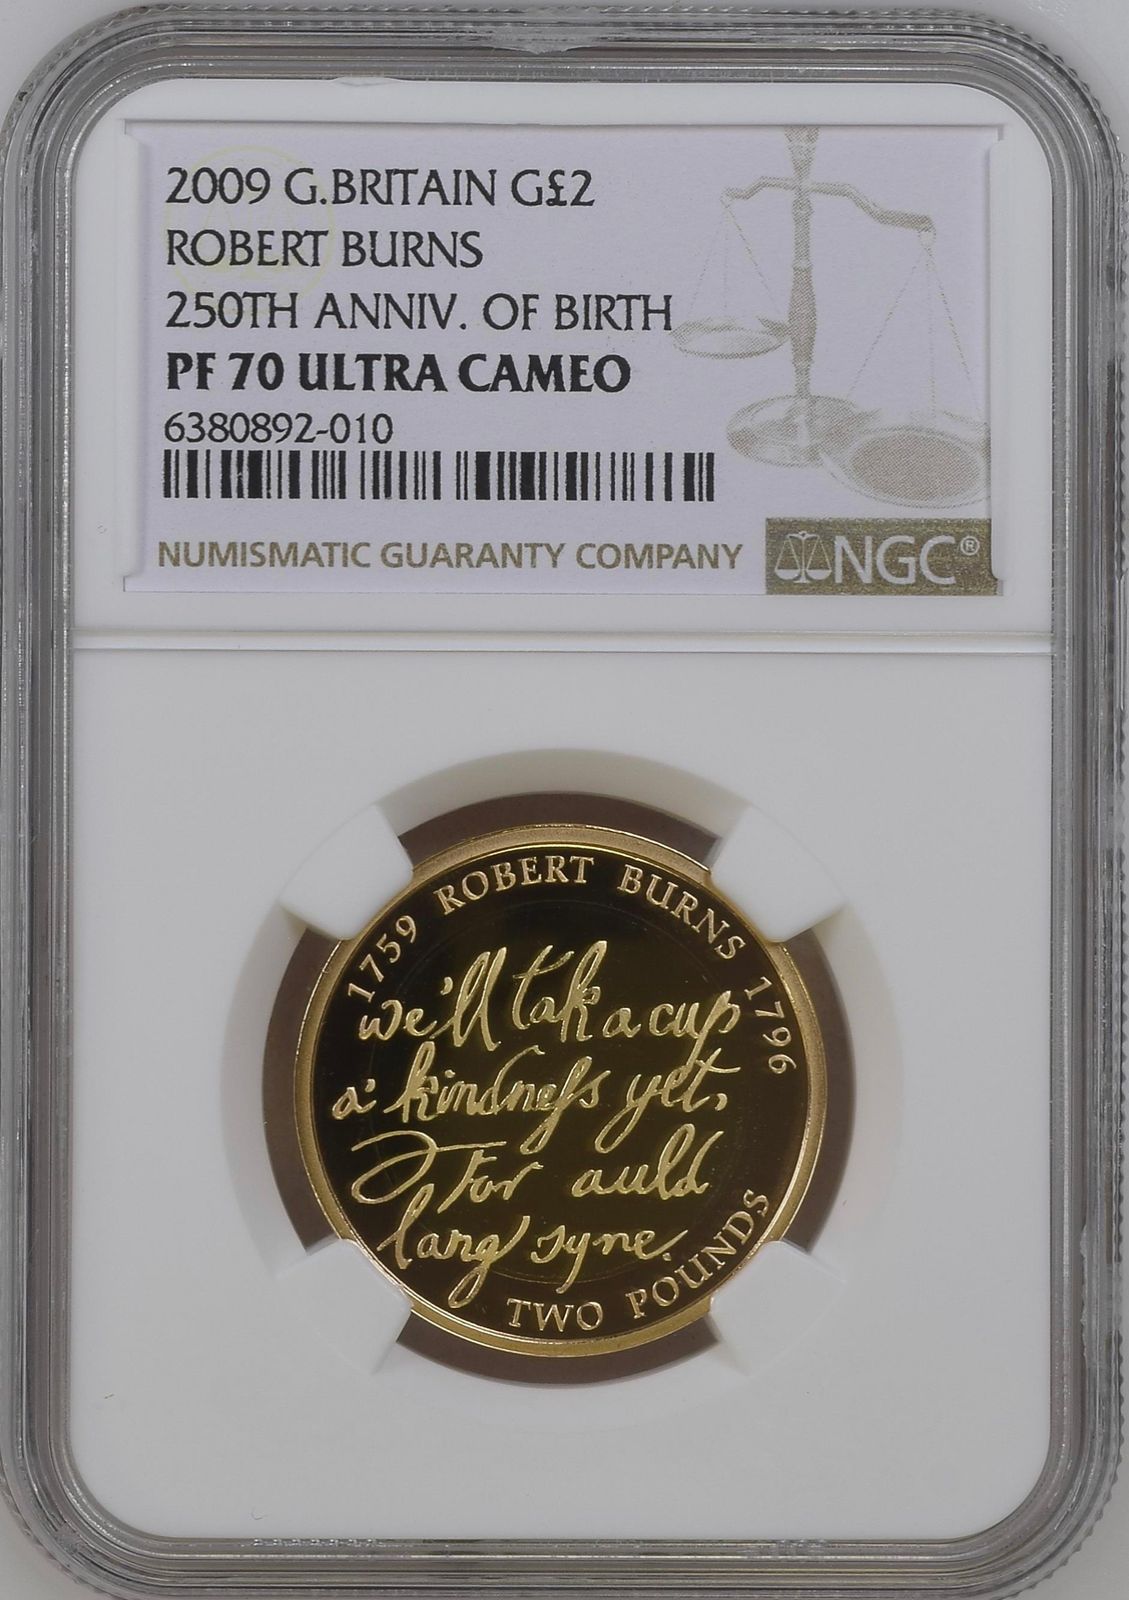 2009 G.BRITAIN G£2
ROBERT BURNS
250TH ANNIV. OF BIRTH
PF 70 ULTRA CAMEO
6380892-010
NUMISMATIC GUARANTY COMPANY
NGC®
1759 ROBERT BURNS 1796
we'll tak a cup
a' kindneſs yet,
For auld
lang syne.
TWO POUNDS